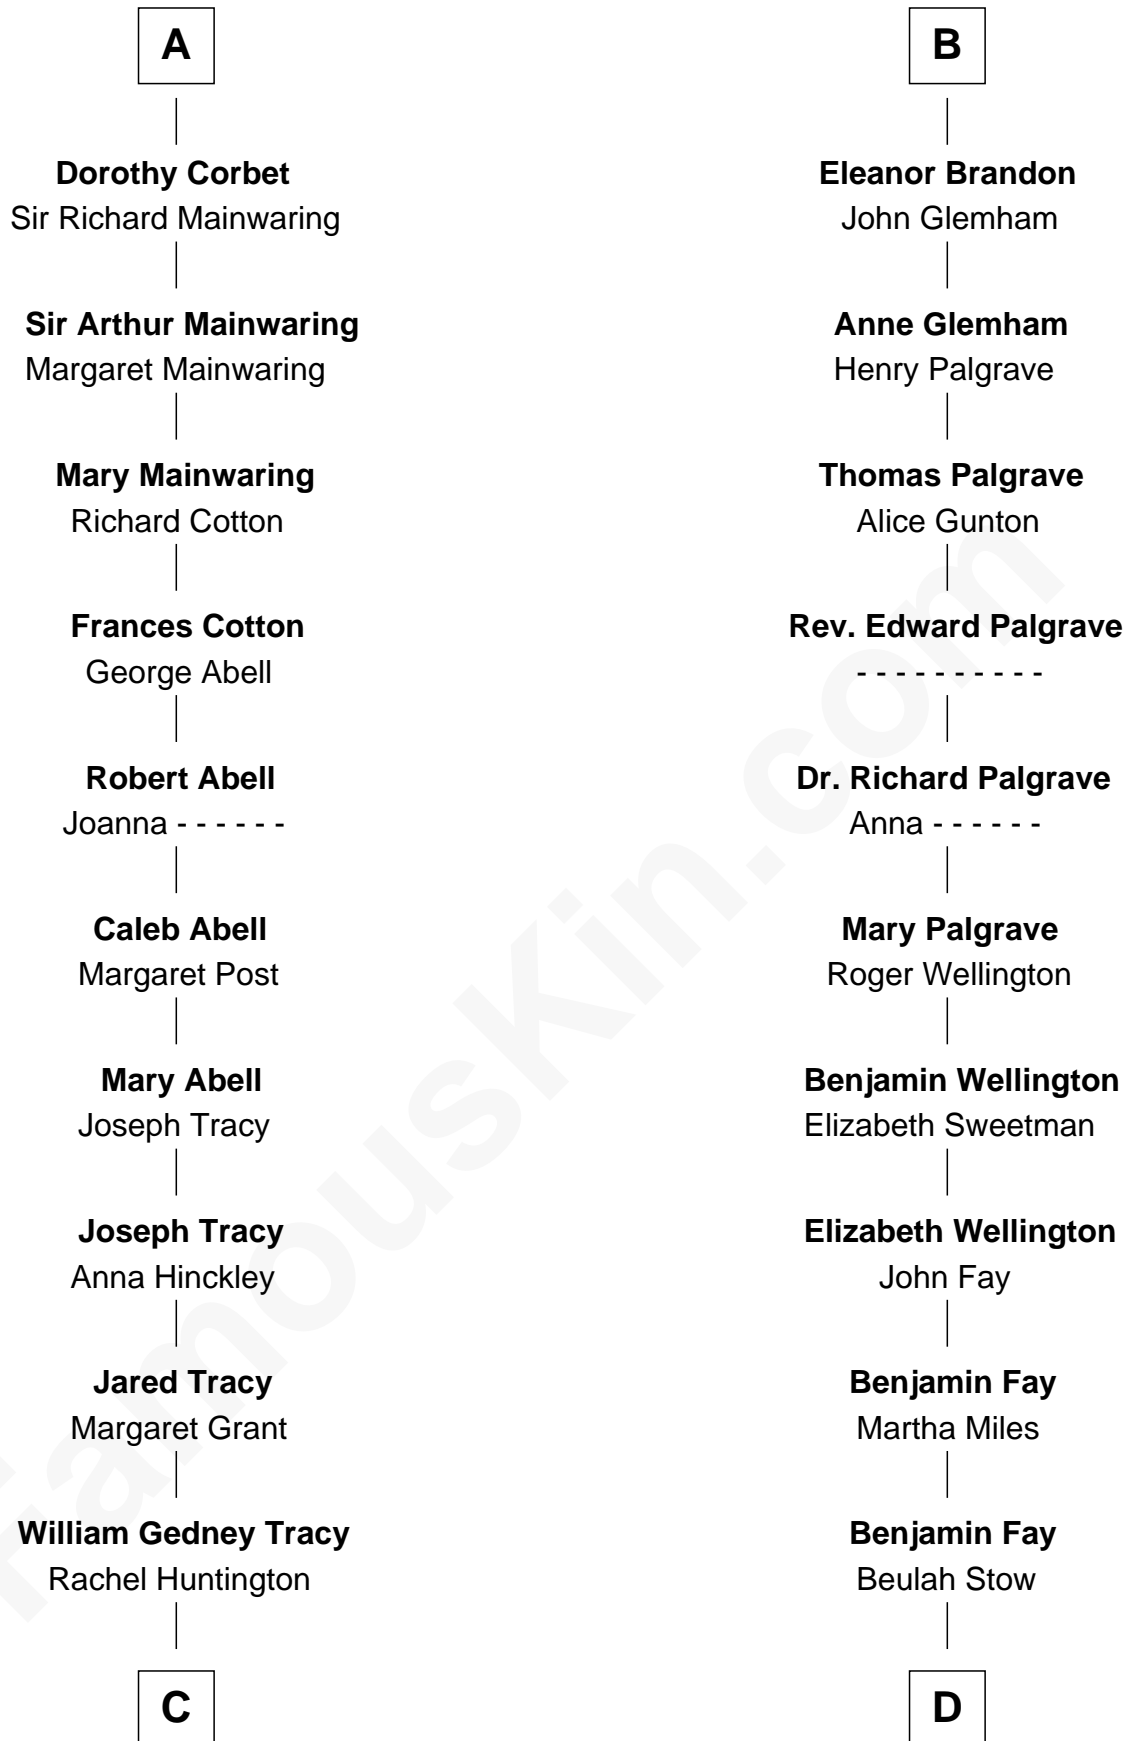 A
Dorothy Corbet
Sir Richard Mainwaring
Sir Arthur Mainwaring
Margaret Mainwaring
Mary Mainwaring
Richard Cotton
Frances Cotton
George Abell
Robert Abell
Joanna - - - - - -
Caleb Abell
Margaret Post
Mary Abell
Joseph Tracy
Joseph Tracy
Anna Hinckley
Jared Tracy
Margaret Grant
William Gedney Tracy
Rachel Huntington
C
B
Eleanor Brandon
John Glemham
Anne Glemham
Henry Palgrave
Thomas Palgrave
Alice Gunton
Rev. Edward Palgrave
- - - - - - - - - -
Dr. Richard Palgrave
Anna - - - - - -
Mary Palgrave
Roger Wellington
Benjamin Wellington
Elizabeth Sweetman
Elizabeth Wellington
John Fay
Benjamin Fay
Martha Miles
Benjamin Fay
Beulah Stow
D
FamousKin.com